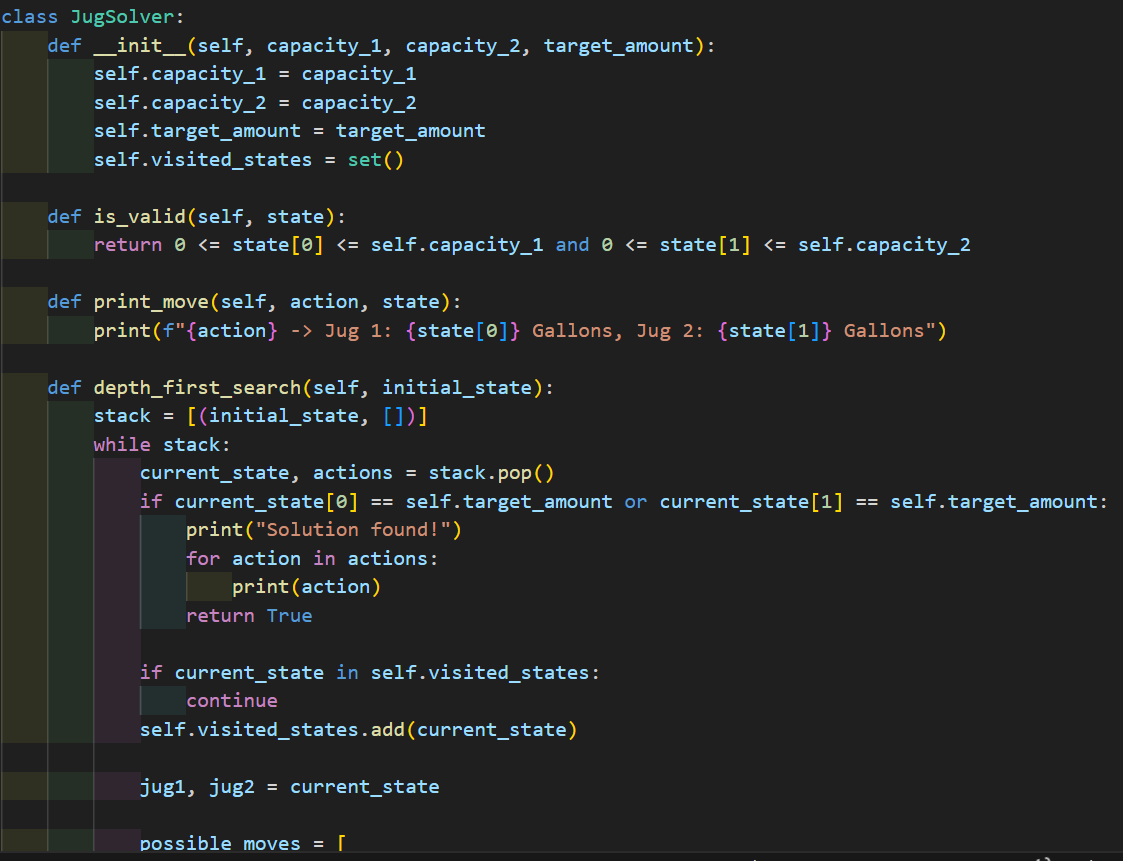 class JugSolver:
    def __init__(self, capacity_1, capacity_2, target_amount):
        self.capacity_1 = capacity_1
        self.capacity_2 = capacity_2
        self.target_amount = target_amount
        self.visited_states = set()

    def is_valid(self, state):
        return 0 <= state[0] <= self.capacity_1 and 0 <= state[1] <= self.capacity_2

    def print_move(self, action, state):
        print(f"{action} -> Jug 1: {state[0]} Gallons, Jug 2: {state[1]} Gallons")

    def depth_first_search(self, initial_state):
        stack = [(initial_state, [])]
        while stack:
            current_state, actions = stack.pop()
            if current_state[0] == self.target_amount or current_state[1] == self.target_amount:
                print("Solution found!")
                for action in actions:
                    print(action)
                return True

            if current_state in self.visited_states:
                continue
            self.visited_states.add(current_state)

            jug1, jug2 = current_state

            possible_moves = [